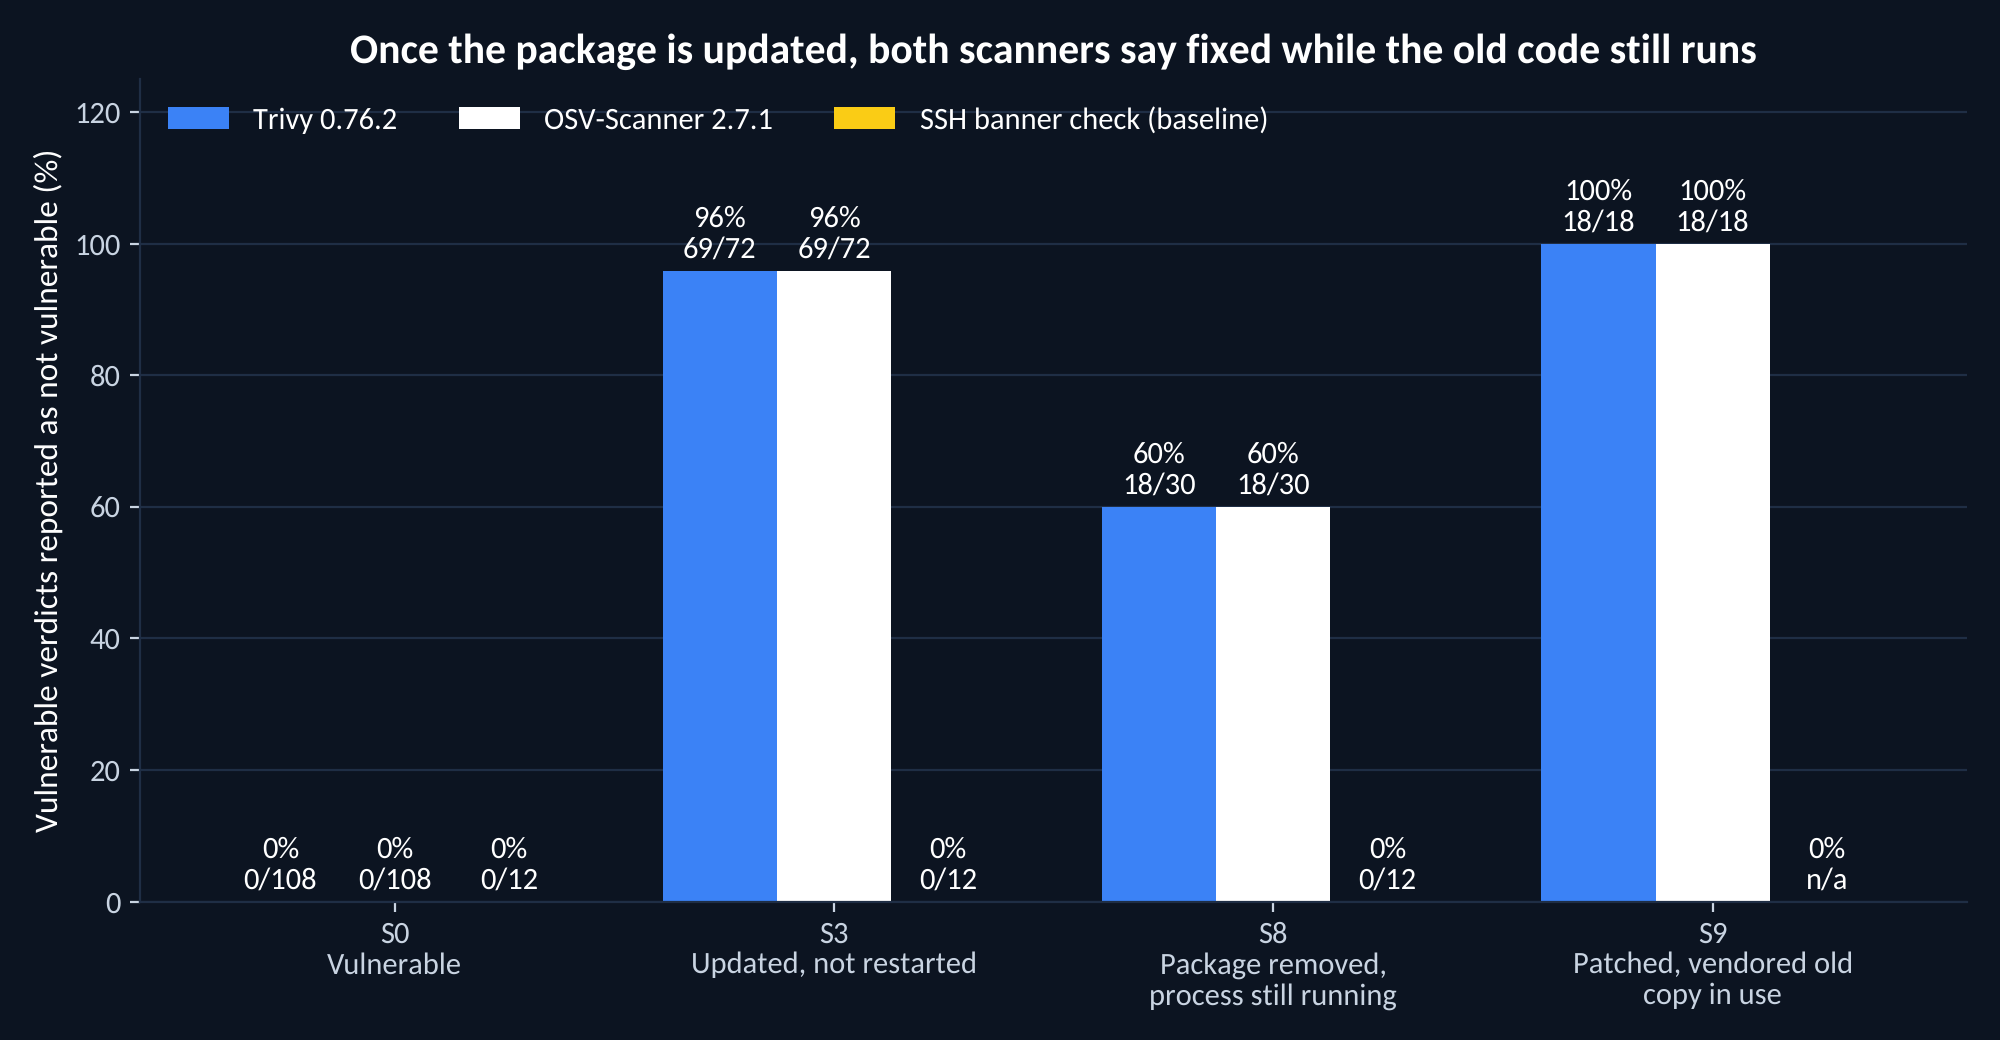 Once the package is updated, both scanners say fixed while the old code still runs
Trivy 0.76.2
OSV-Scanner 2.7.1
SSH banner check (baseline)
Vulnerable verdicts reported as not vulnerable (%)
120
100
80
60
40
20
0
0%
0/108
0%
0/108
0%
0/12
96%
69/72
96%
69/72
0%
0/12
60%
18/30
60%
18/30
0%
0/12
100%
18/18
100%
18/18
0%
n/a
S0
Vulnerable
S3
Updated, not restarted
S8
Package removed,
process still running
S9
Patched, vendored old
copy in use